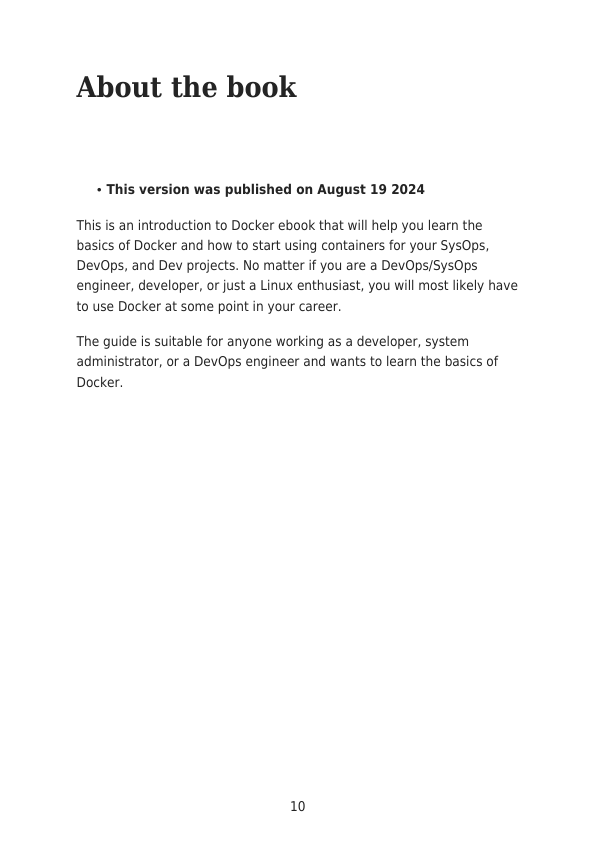 About the book
• This version was published on August 19 2024
This is an introduction to Docker ebook that will help you learn the
basics of Docker and how to start using containers for your SysOps,
DevOps, and Dev projects. No matter if you are a DevOps/SysOps
engineer, developer, or just a Linux enthusiast, you will most likely have
to use Docker at some point in your career.
The guide is suitable for anyone working as a developer, system
administrator, or a DevOps engineer and wants to learn the basics of
Docker.
10